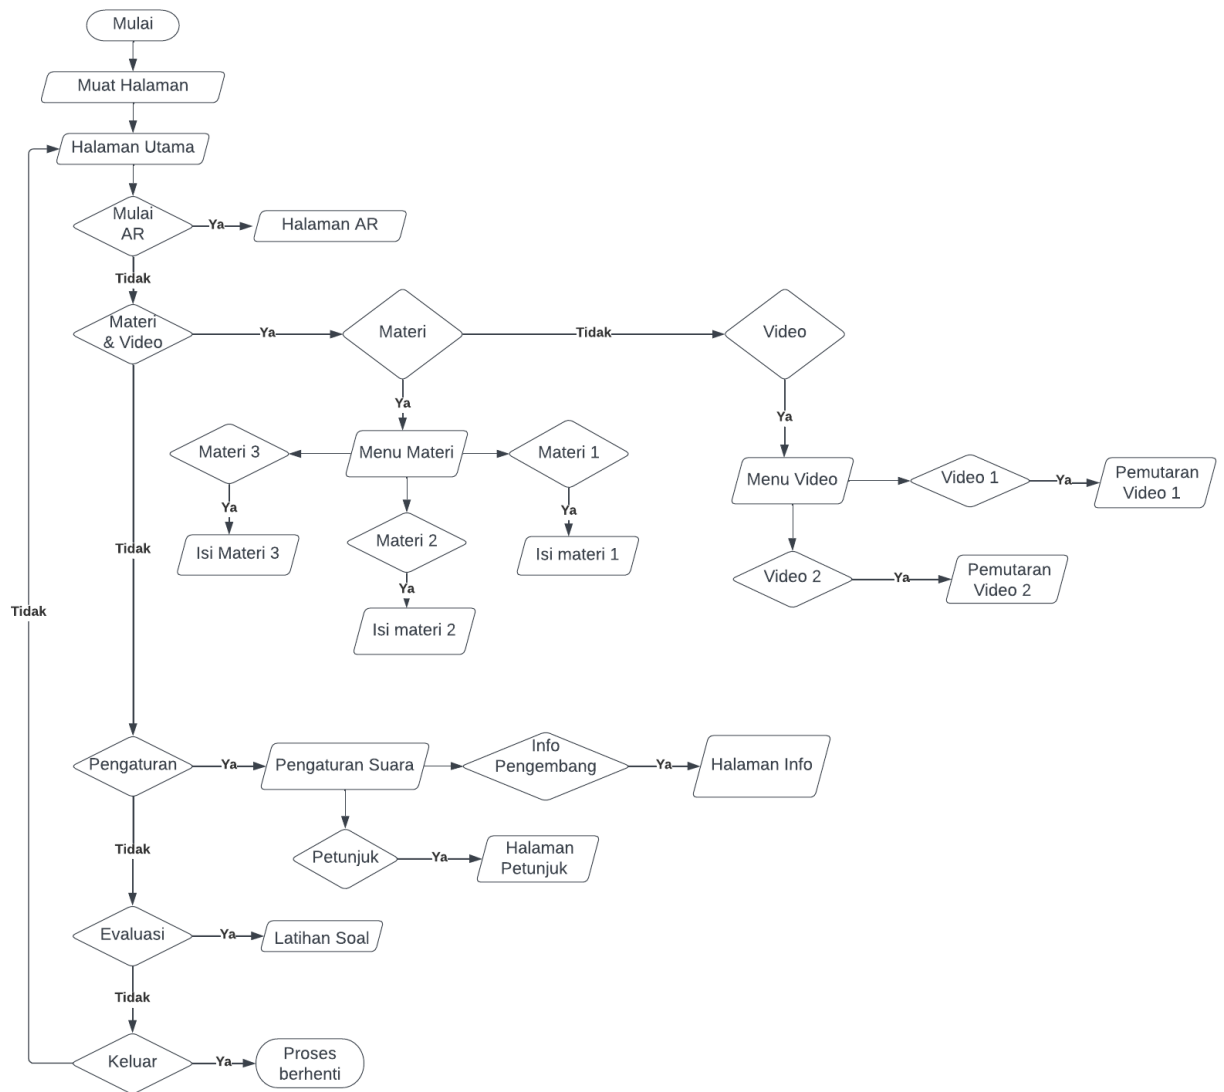 Mulai
Muat Halaman
Halaman Utama
Mulai
AR
Ya
Halaman AR
Tidak
Materi
& Video
Ya
Materi
Tidak
Video
Ya
Ya
Materi 3
Menu Materi
Materi 1
Menu Video
Video 1
Ya
Pemutaran
Video 1
Ya
Ya
Isi Materi 3
Materi 2
Isi materi 1
Tidak
Video 2
Ya
Pemutaran
Video 2
Ya
Tidak
Isi materi 2
Pengaturan
Ya
Pengaturan Suara
Info
Pengembang
Ya
Halaman Info
Tidak
Petunjuk
Ya
Halaman
Petunjuk
Evaluasi
Ya
Latihan Soal
Tidak
Keluar
Ya
Proses
berhenti